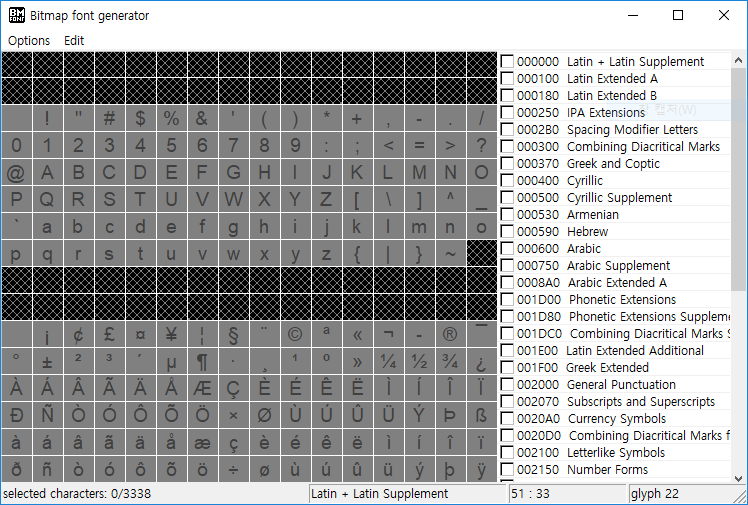 BM FONT Bitmap font generator
Options Edit
! " # $ % & ' ( ) * + , - . /
0 1 2 3 4 5 6 7 8 9 : ; < = > ?
@ A B C D E F G H I J K L M N O
P Q R S T U V W X Y Z [ \ ] ^ _
` a b c d e f g h i j k l m n o
p q r s t u v w x y z { | } ~
¡ ¢ £ ¤ ¥ ¦ § ¨ © ª « ¬ - ® ¯
° ± ² ³ ´ µ ¶ · ¸ ¹ º » ¼ ½ ¾ ¿
À Á Â Ã Ä Å Æ Ç È É Ê Ë Ì Í Î Ï
Ð Ñ Ò Ó Ô Õ Ö × Ø Ù Ú Û Ü Ý Þ ß
à á â ã ä å æ ç è é ê ë ì í î ï
ð ñ ò ó ô õ ö ÷ ø ù ú û ü ý þ ÿ
000000 Latin + Latin Supplement
000100 Latin Extended A
000180 Latin Extended B
000250 IPA Extensions
캡처(W)
0002B0 Spacing Modifier Letters
000300 Combining Diacritical Marks
000370 Greek and Coptic
000400 Cyrillic
000500 Cyrillic Supplement
000530 Armenian
000590 Hebrew
000600 Arabic
000750 Arabic Supplement
0008A0 Arabic Extended A
001D00 Phonetic Extensions
001D80 Phonetic Extensions Suppleme
001DC0 Combining Diacritical Marks S
001E00 Latin Extended Additional
001F00 Greek Extended
002000 General Punctuation
002070 Subscripts and Superscripts
0020A0 Currency Symbols
0020D0 Combining Diacritical Marks f
002100 Letterlike Symbols
002150 Number Forms
selected characters: 0/3338 Latin + Latin Supplement 51 : 33 glyph 22